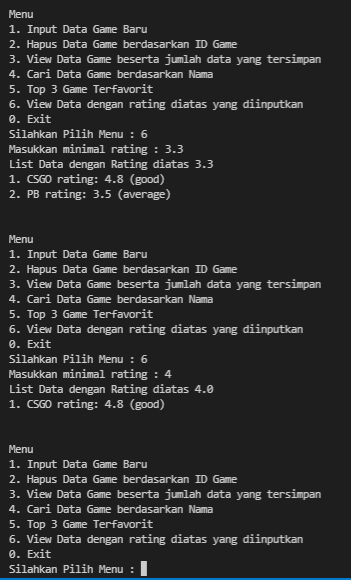 Menu
1. Input Data Game Baru
2. Hapus Data Game berdasarkan ID Game
3. View Data Game beserta jumlah data yang tersimpan
4. Cari Data Game berdasarkan Nama
5. Top 3 Game Terfavorit
6. View Data dengan rating diatas yang diinputkan
0. Exit
Silahkan Pilih Menu : 6
Masukkan minimal rating : 3.3
List Data dengan Rating diatas 3.3
1. CSGO rating: 4.8 (good)
2. PB rating: 3.5 (average)
Menu
1. Input Data Game Baru
2. Hapus Data Game berdasarkan ID Game
3. View Data Game beserta jumlah data yang tersimpan
4. Cari Data Game berdasarkan Nama
5. Top 3 Game Terfavorit
6. View Data dengan rating diatas yang diinputkan
0. Exit
Silahkan Pilih Menu : 6
Masukkan minimal rating : 4
List Data dengan Rating diatas 4.0
1. CSGO rating: 4.8 (good)
Menu
1. Input Data Game Baru
2. Hapus Data Game berdasarkan ID Game
3. View Data Game beserta jumlah data yang tersimpan
4. Cari Data Game berdasarkan Nama
5. Top 3 Game Terfavorit
6. View Data dengan rating diatas yang diinputkan
0. Exit
Silahkan Pilih Menu :